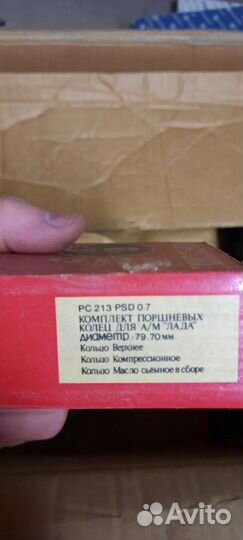 PC 213 PSD 0.7
КОМПЛЕКТ ПОРШНЕВЫХ
КОЛЕЦ ДЛЯ А/М "ЛАДА"
Диаметр: 79.70 мм
Кольцо Верхнее
Кольцо Компрессионное
Кольцо Масло съёмное в сборе
Avito